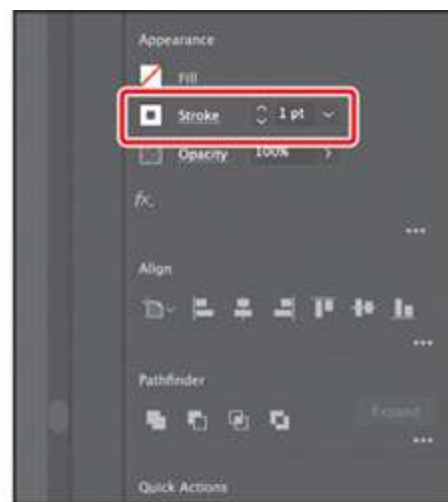 Appearance
Fill
Stroke 1 pt
Opacity 100%
fx.
Align
Pathfinder
Expand
Quick Actions